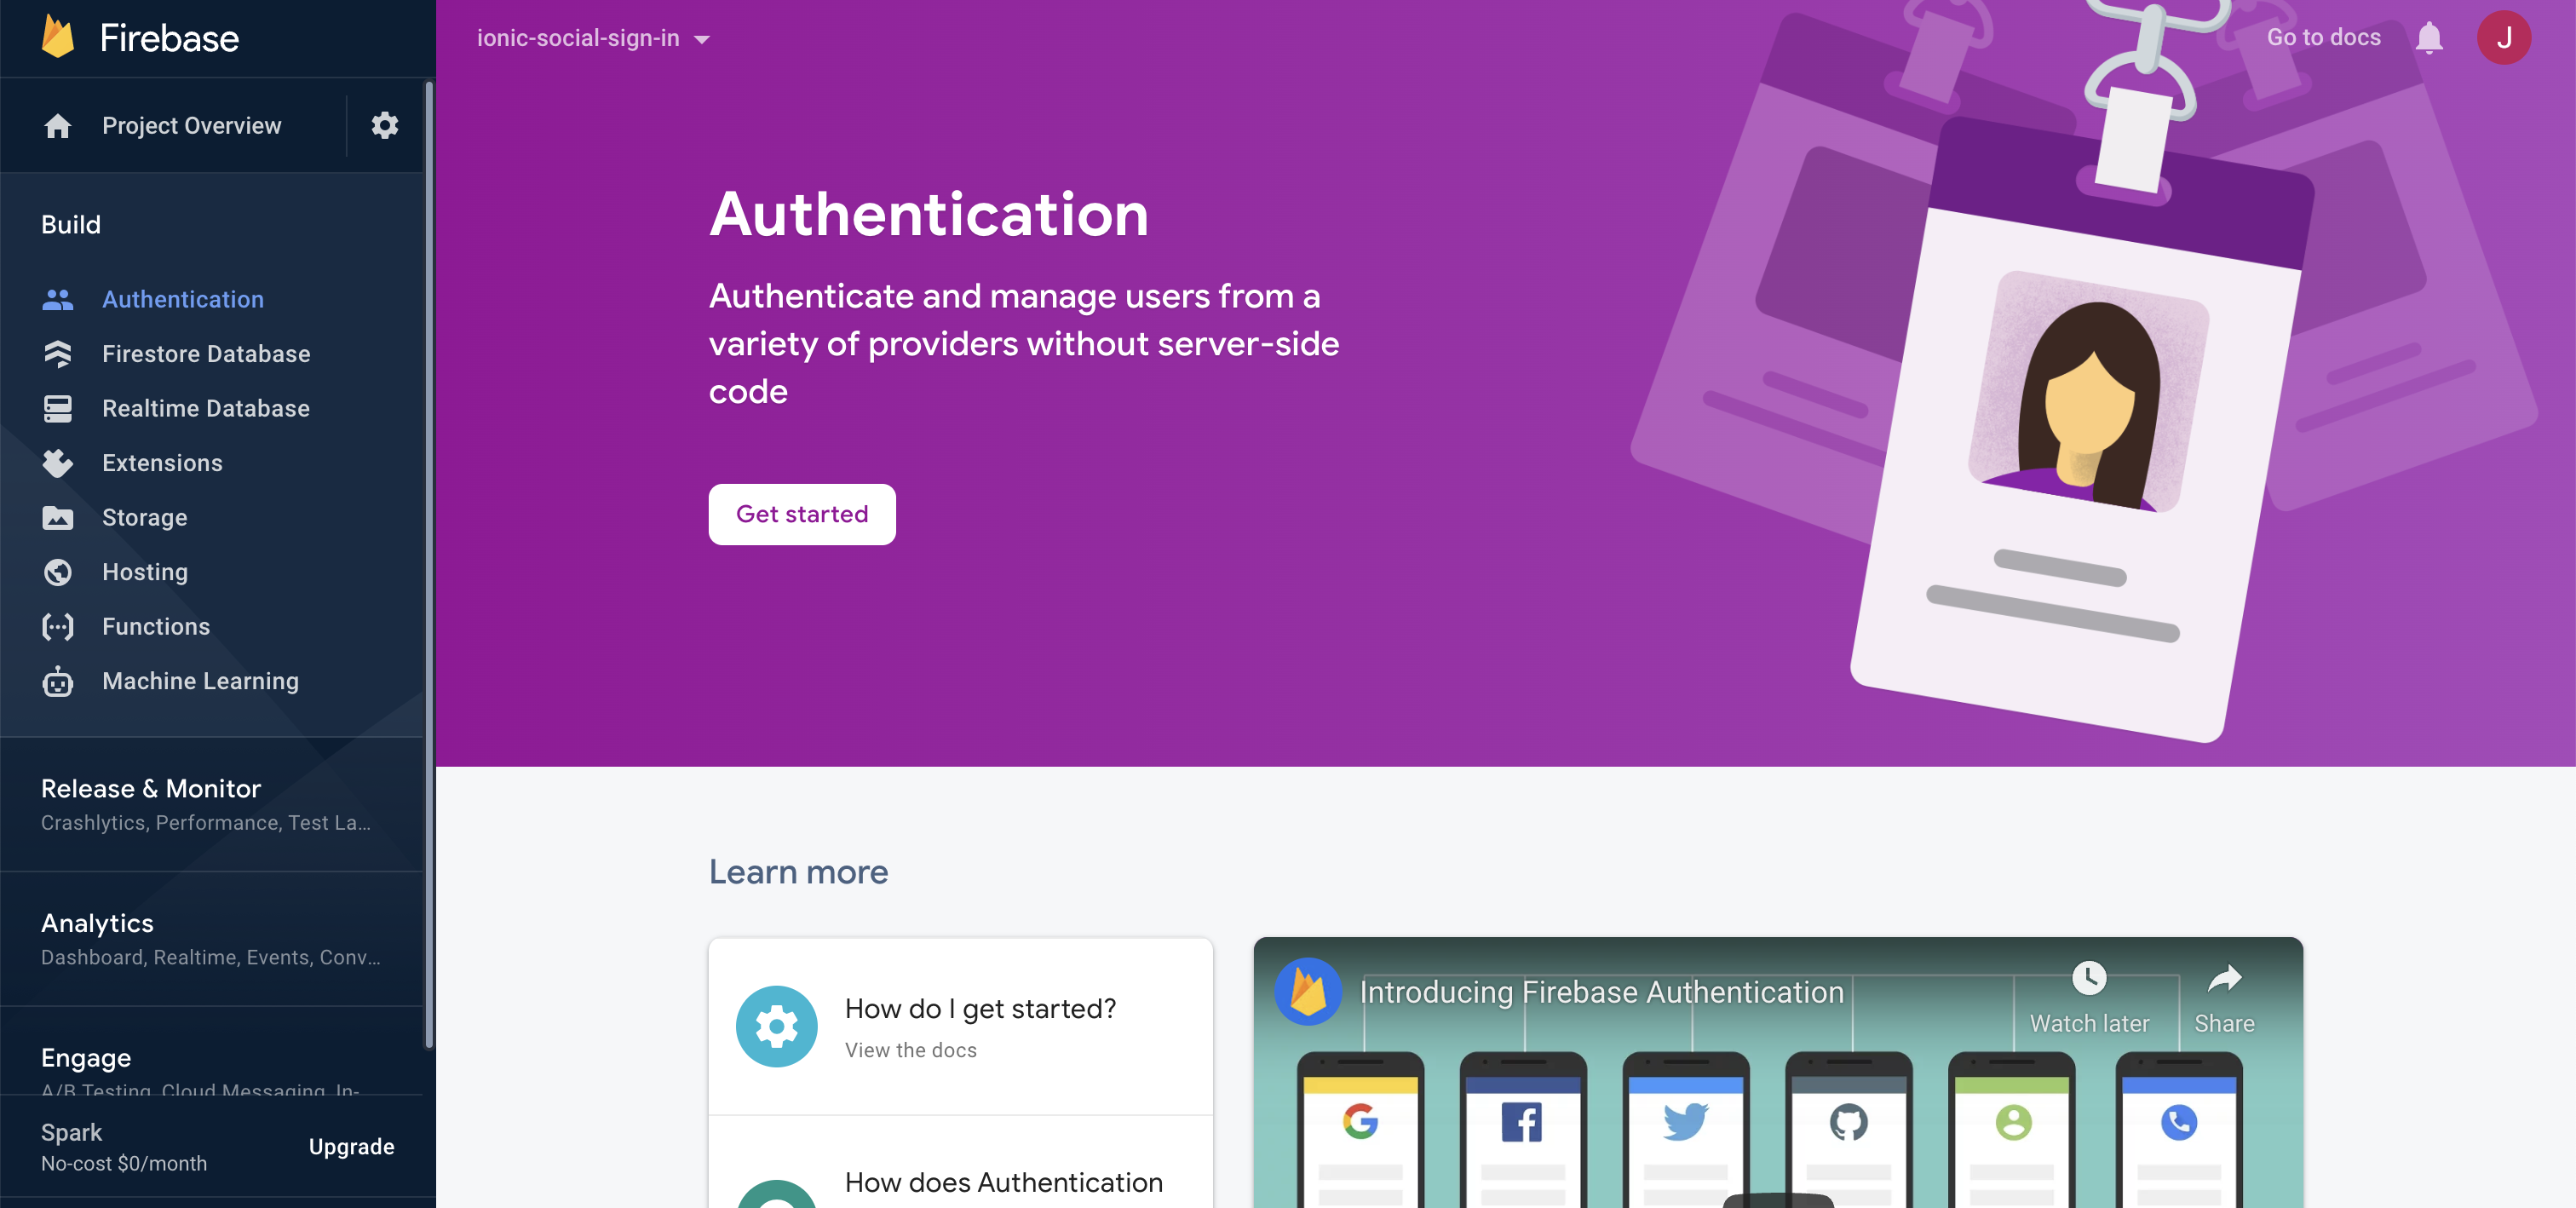 Firebase
Project Overview
Build
Authentication
Firestore Database
Realtime Database
Extensions
Storage
Hosting
Functions
Machine Learning
Release & Monitor
Crashlytics, Performance, Test La...
Analytics
Dashboard, Realtime, Events, Conv...
Engage
A/B Testing, Cloud Messaging, In-
Spark
No-cost $0/month
Upgrade
ionic-social-sign-in
Go to docs
J
Authentication
Authenticate and manage users from a
variety of providers without server-side
code
Get started
Learn more
How do I get started?
View the docs
How does Authentication
Introducing Firebase Authentication
Watch later
Share